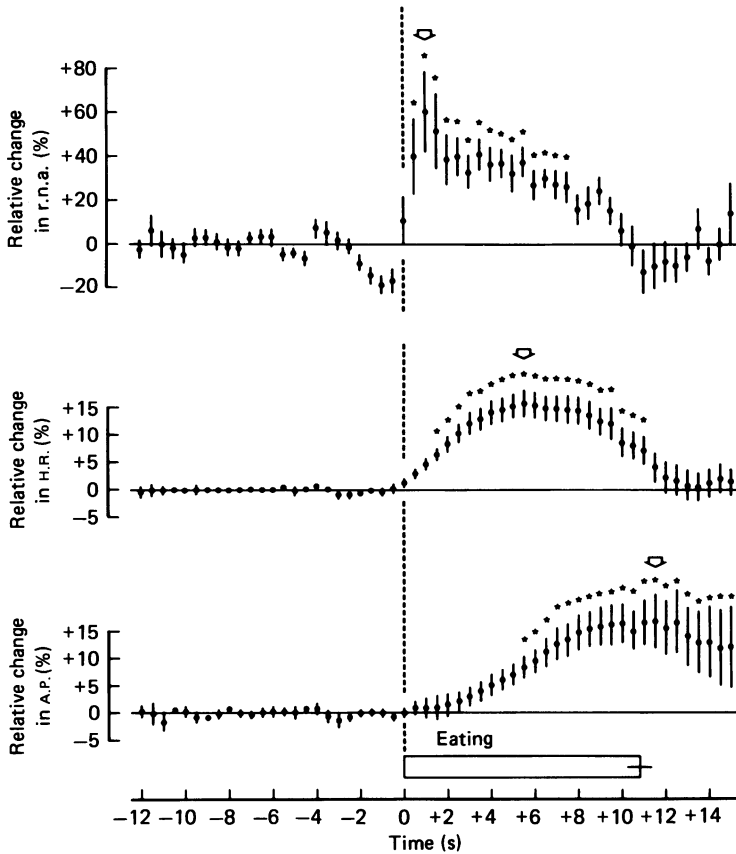 Relative change
in r.n.a. (%)
+80
+60
+40
+20
0
−20
Relative change
in H.R. (%)
+15
+10
+5
0
−5
Relative change
in A.P. (%)
+15
+10
+5
0
−5
Eating
−12 −10 −8 −6 −4 −2 0 +2 +4 +6 +8 +10 +12 +14
Time (s)